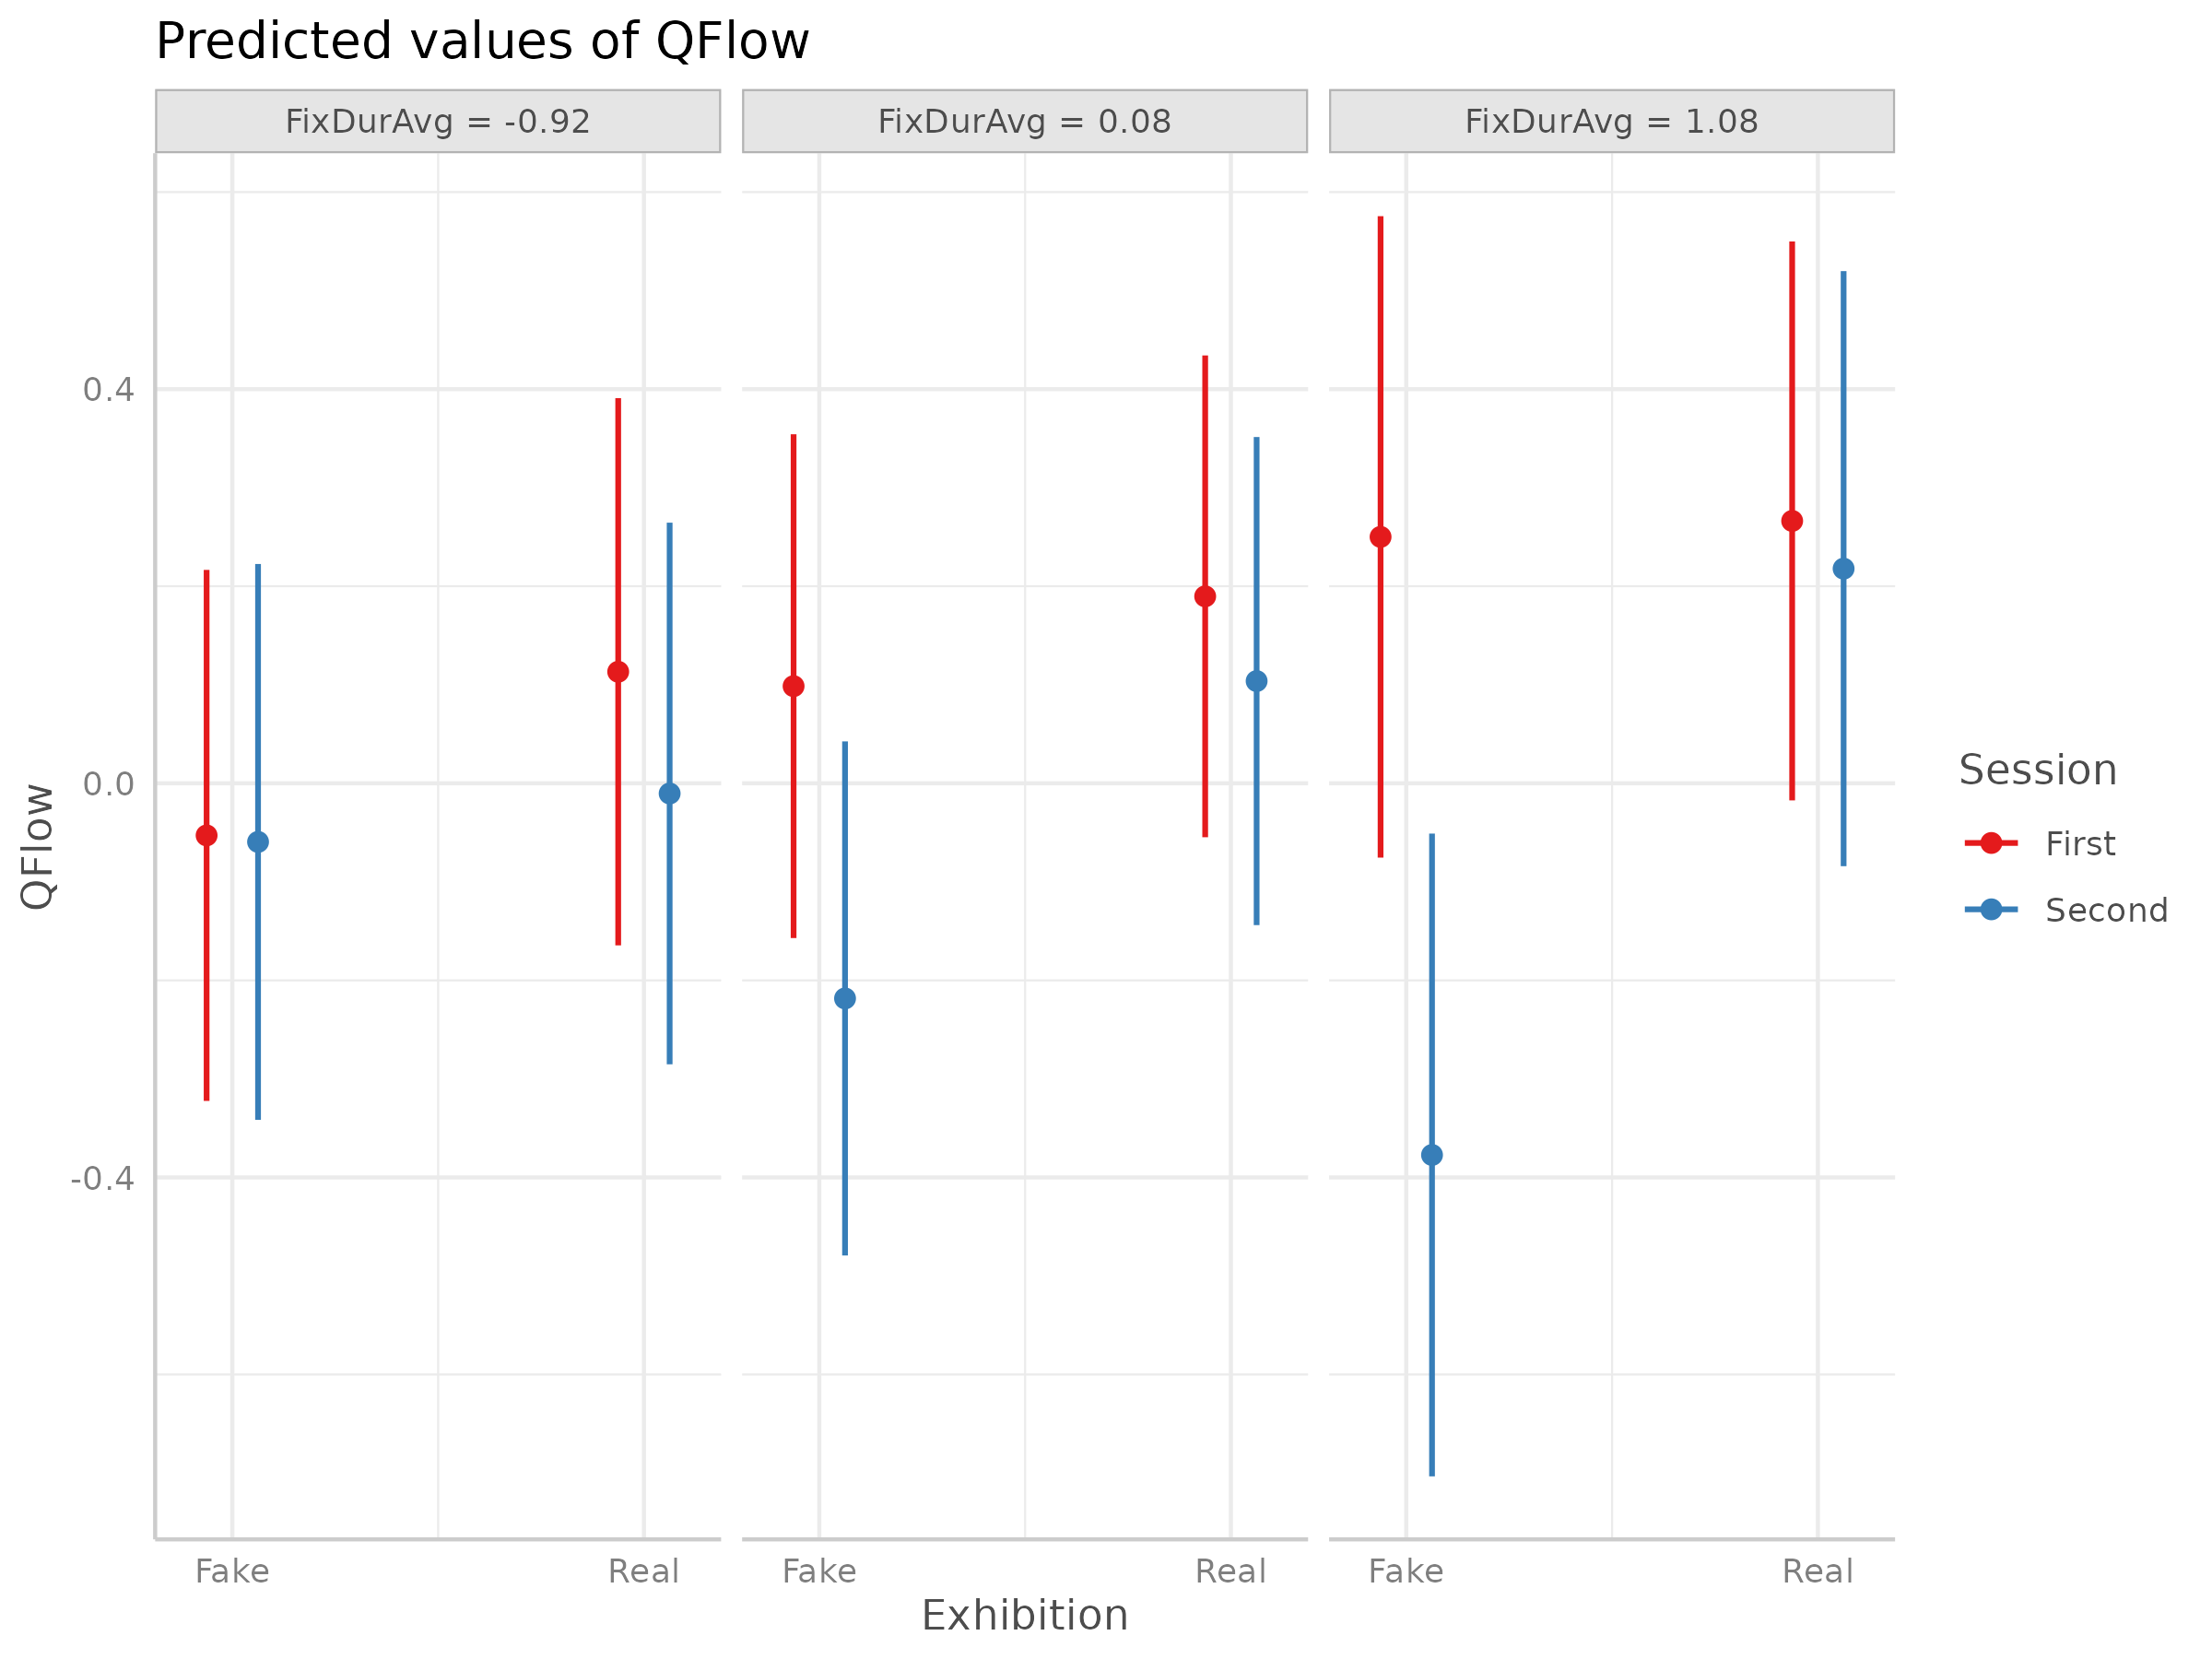 Predicted values of QFlow
FixDurAvg = -0.92
FixDurAvg = 0.08
FixDurAvg = 1.08
0.4
0.0
-0.4
QFlow
Fake
Real
Fake
Real
Fake
Real
Exhibition
Session
First
Second